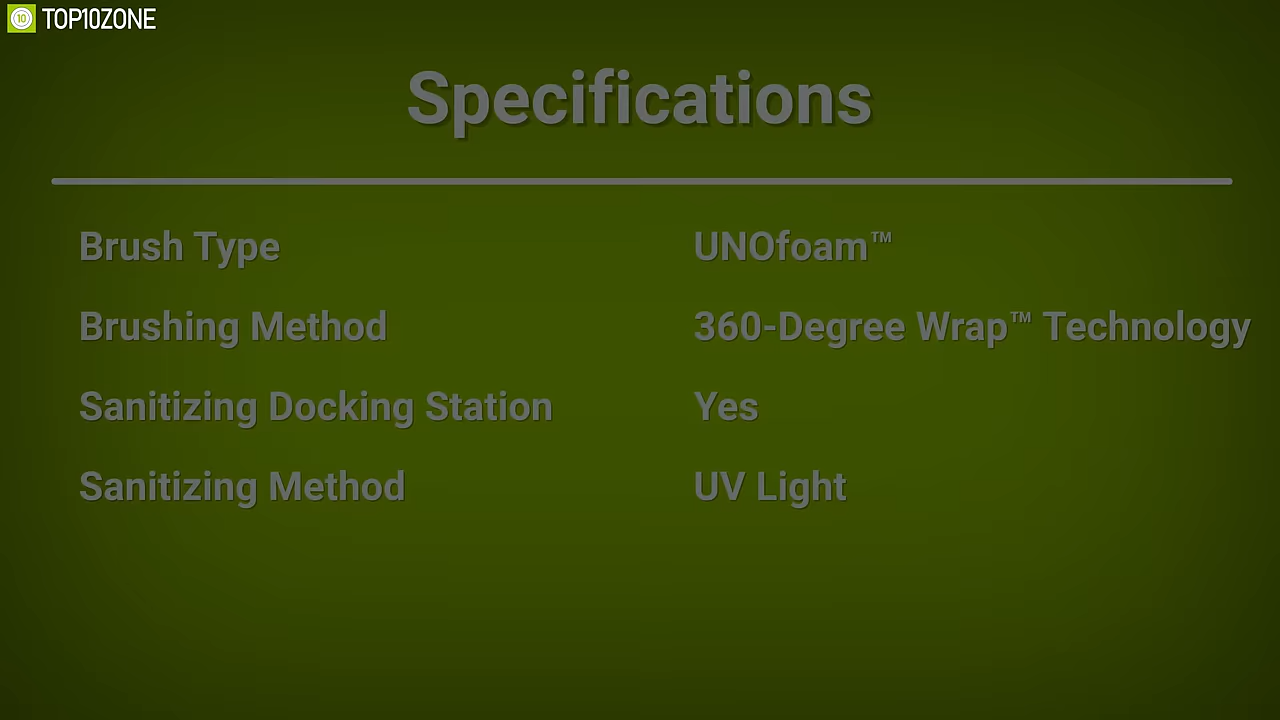 10 TOP10ZONE
Specifications
Brush Type UNOfoam™
Brushing Method 360-Degree Wrap™ Technology
Sanitizing Docking Station Yes
Sanitizing Method UV Light